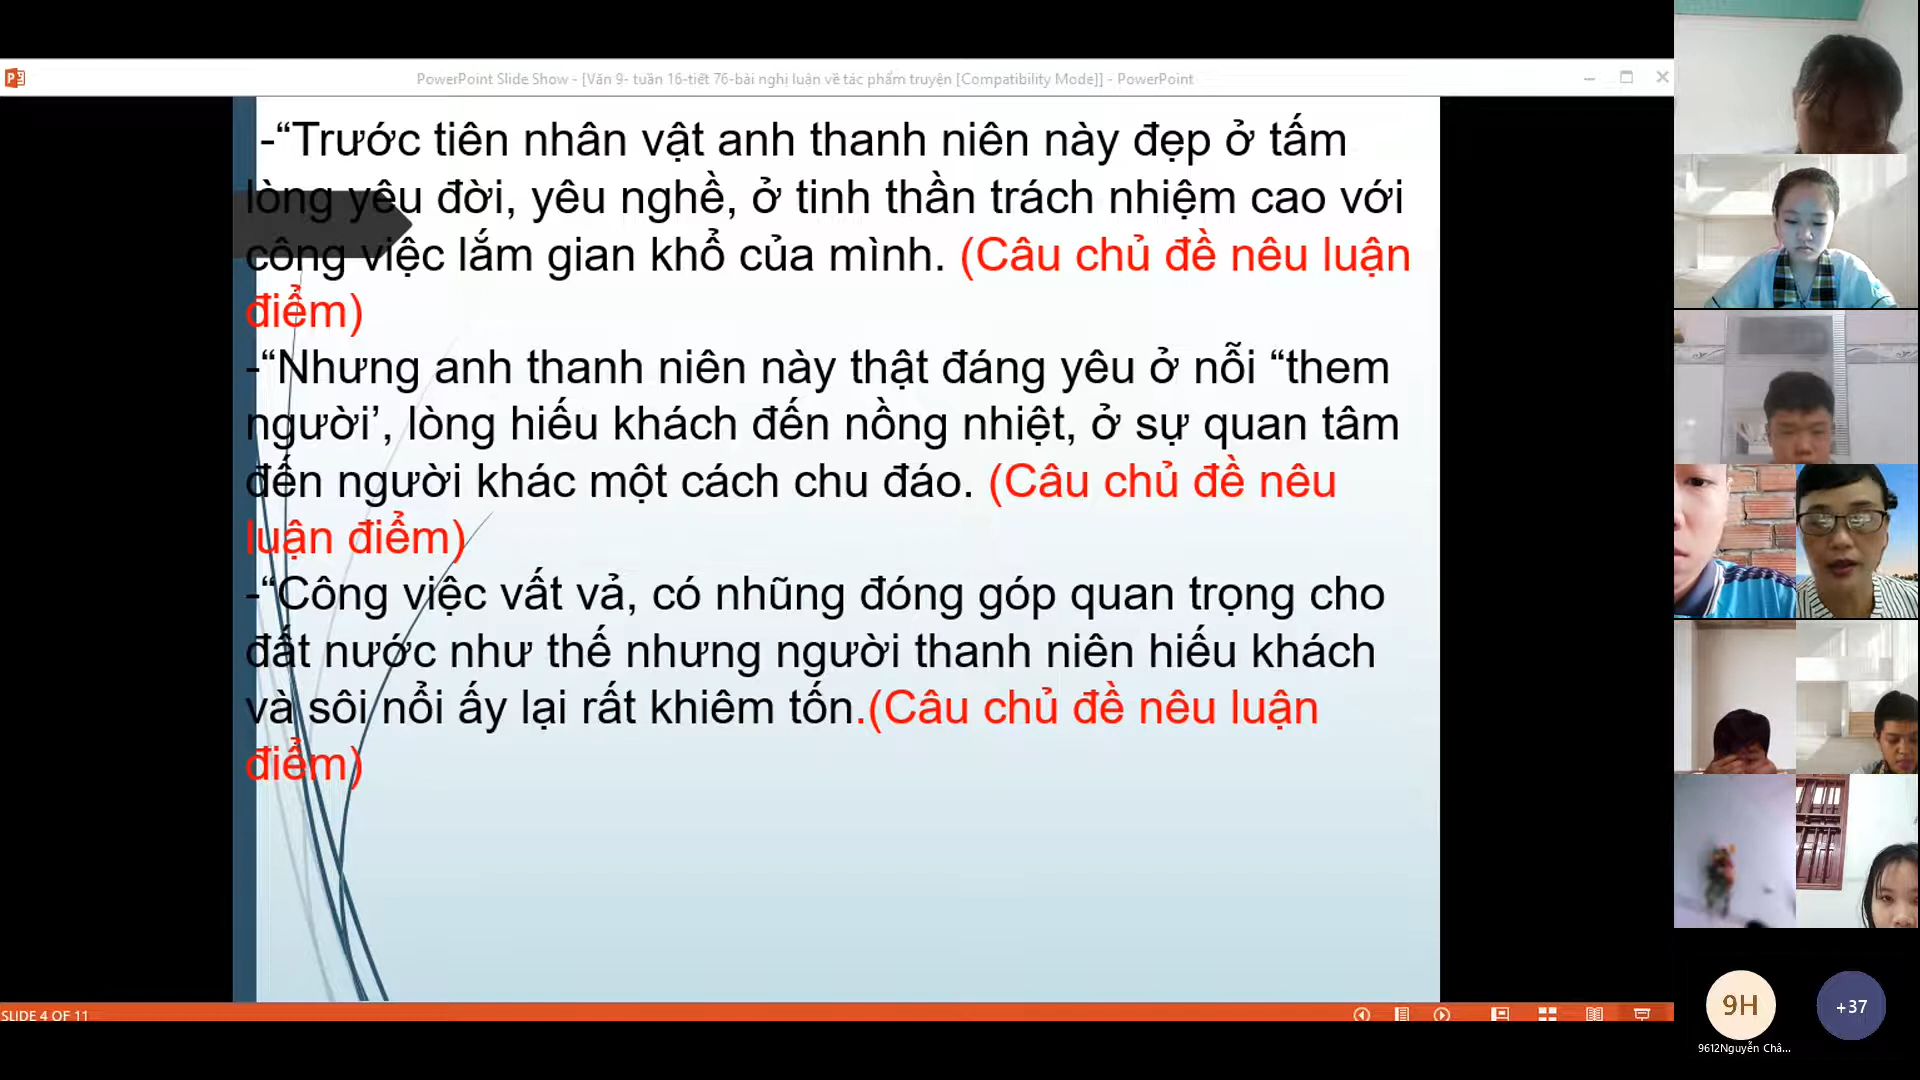 PowerPoint Slide Show - [Văn 9- tuần 16-tiết 76-bài nghị luận về tác phẩm truyện [Compatibility Mode]] - PowerPoint
-“Trước tiên nhân vật anh thanh niên này đẹp ở tấm
lòng yêu đời, yêu nghề, ở tinh thần trách nhiệm cao với
công việc lắm gian khổ của mình. (Câu chủ đề nêu luận
điểm)
-“Nhưng anh thanh niên này thật đáng yêu ở nỗi “them
người’, lòng hiếu khách đến nồng nhiệt, ở sự quan tâm
đến người khác một cách chu đáo. (Câu chủ đề nêu
luận điểm)
-“Công việc vất vả, có nhũng đóng góp quan trọng cho
đất nước như thế nhưng người thanh niên hiếu khách
và sôi nổi ấy lại rất khiêm tốn.(Câu chủ đề nêu luận
điểm)
SLIDE 4 OF 11
9H
+37
9612Nguyễn Châ...